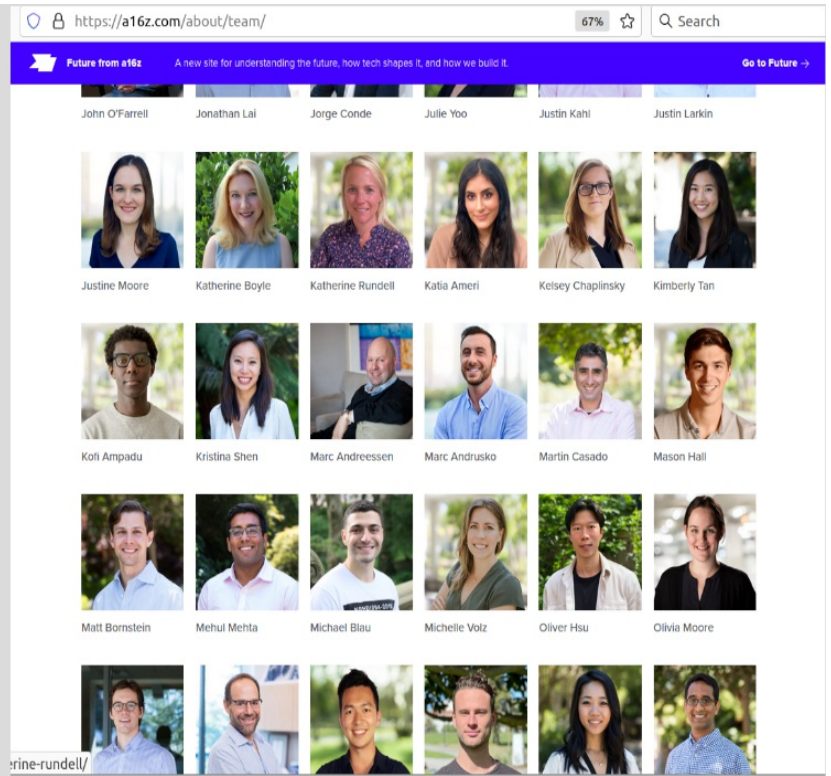 https://a16z.com/about/team/ 67% Search
Future from a16z A new site for understanding the future, how tech shapes it, and how we build it. Go to Future →
John O'Farrell Jonathan Lai Jorge Conde Julie Yoo Justin Kahl Justin Larkin
Justine Moore Katherine Boyle Katherine Rundell Katia Ameri Kelsey Chaplinsky Kimberly Tan
Kofi Ampadu Kristina Shen Marc Andreessen Marc Andrusko Martin Casado Mason Hall
Matt Bornstein Mehul Mehta Michael Blau Michelle Volz Oliver Hsu Olivia Moore
erine-rundell/